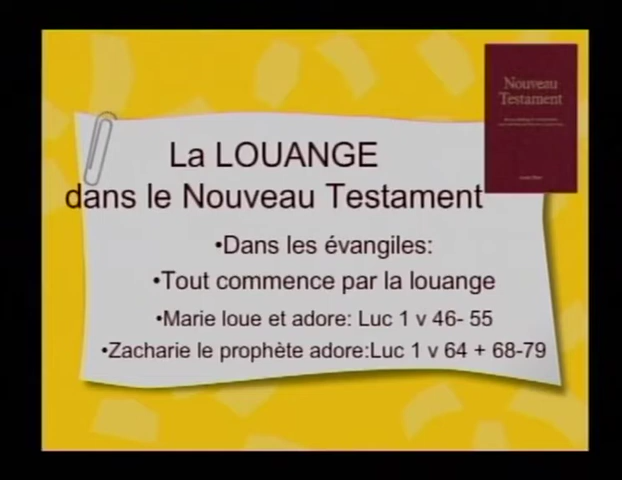 Nouveau
Testament
La LOUANGE
dans le Nouveau Testament
•Dans les évangiles:
•Tout commence par la louange
•Marie loue et adore: Luc 1 v 46- 55
•Zacharie le prophète adore:Luc 1 v 64 + 68-79